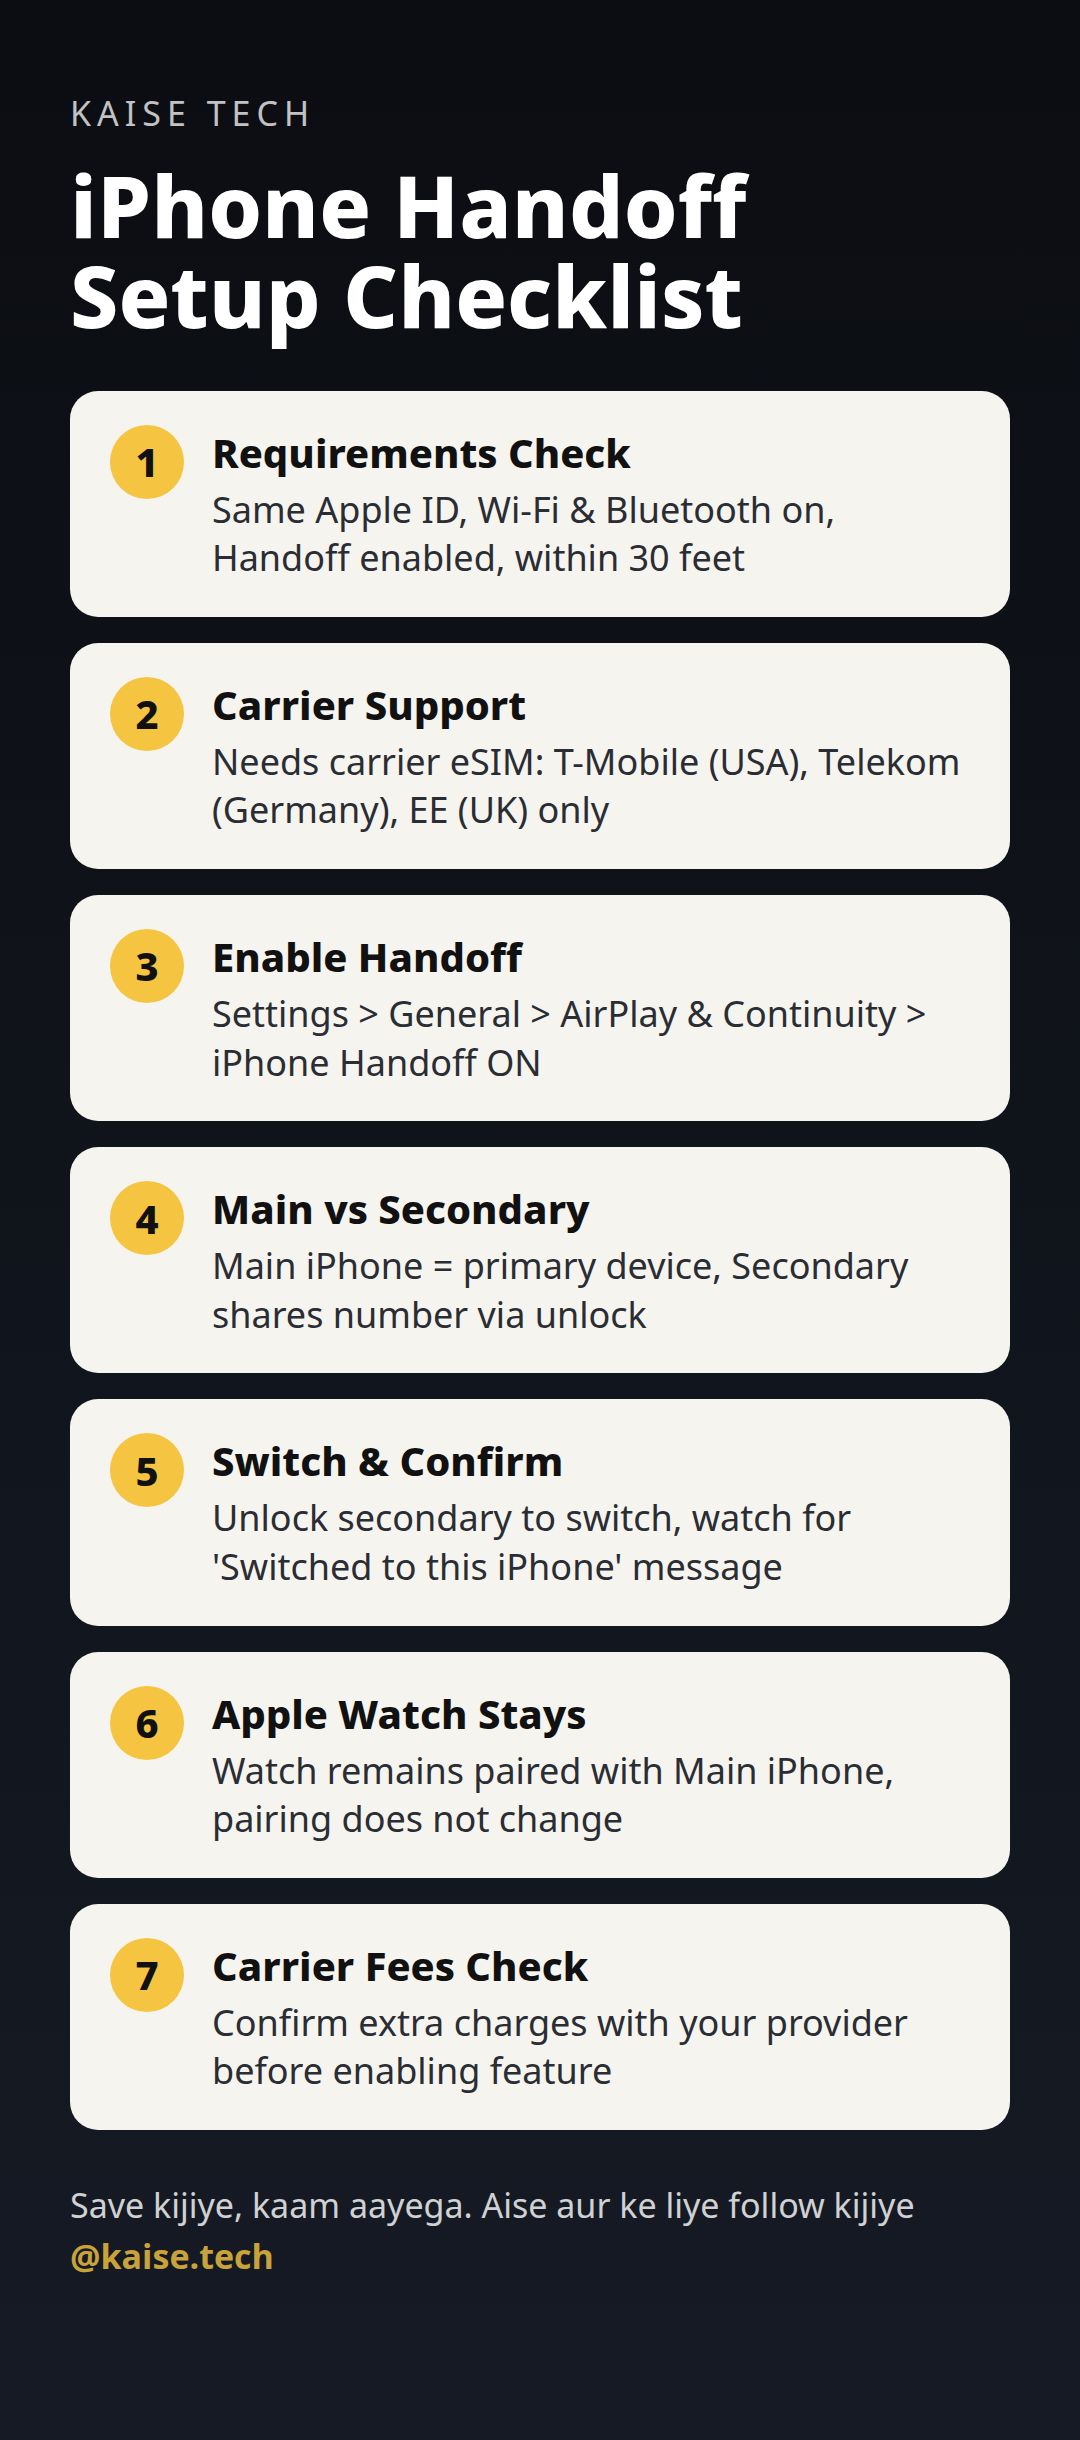 KAISE TECH
iPhone Handoff
Setup Checklist
1
Requirements Check
Same Apple ID, Wi-Fi & Bluetooth on,
Handoff enabled, within 30 feet
2
Carrier Support
Needs carrier eSIM: T-Mobile (USA), Telekom
(Germany), EE (UK) only
3
Enable Handoff
Settings > General > AirPlay & Continuity >
iPhone Handoff ON
4
Main vs Secondary
Main iPhone = primary device, Secondary
shares number via unlock
5
Switch & Confirm
Unlock secondary to switch, watch for
'Switched to this iPhone' message
6
Apple Watch Stays
Watch remains paired with Main iPhone,
pairing does not change
7
Carrier Fees Check
Confirm extra charges with your provider
before enabling feature
Save kijiye, kaam aayega. Aise aur ke liye follow kijiye
@kaise.tech